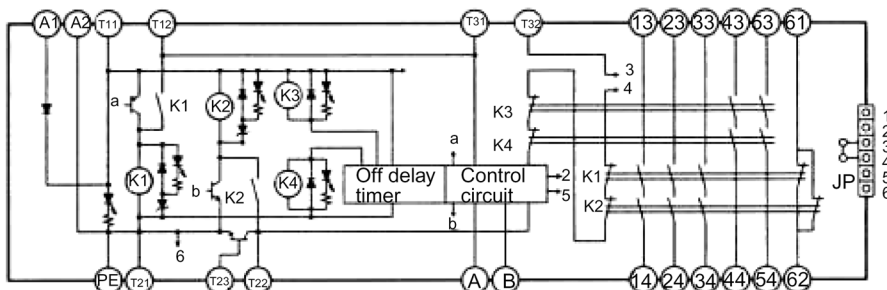 A1 A2 T11 T12 T31 T32 13 23 33 43 53 61
3
4
a K1 K2 K3
K3
K4
1
2
3
4
5
6
JP
K1 b K2 K4
a
Off delay timer
Control circuit
2
5
b
K1
K2
6
PE T21 T23 T22 A B 14 24 34 44 54 62